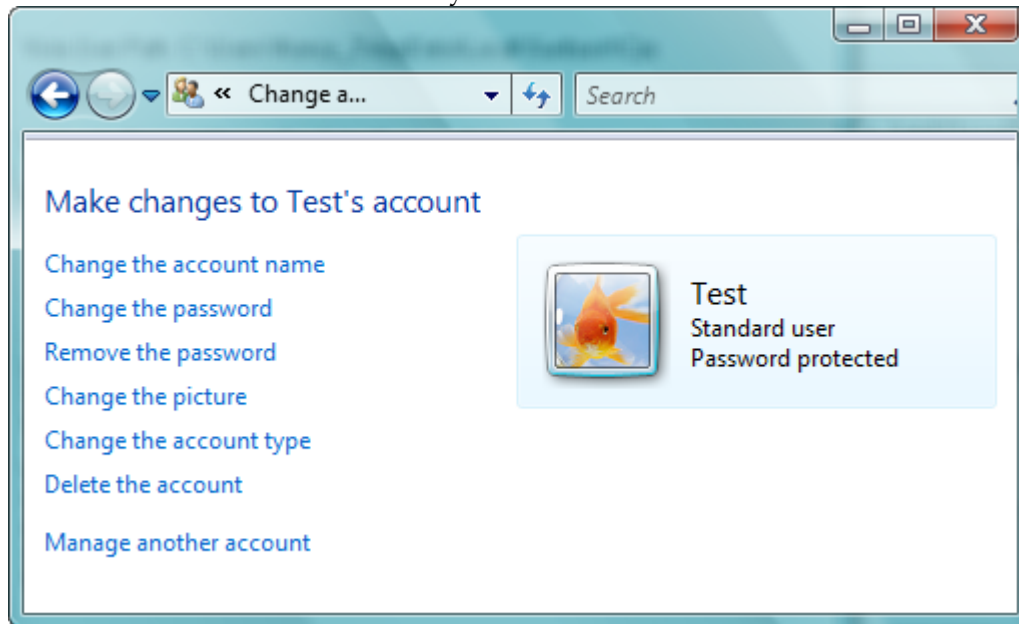 « Change a...
Search
Make changes to Test's account
Change the account name
Change the password
Remove the password
Change the picture
Change the account type
Delete the account
Manage another account
Test
Standard user
Password protected